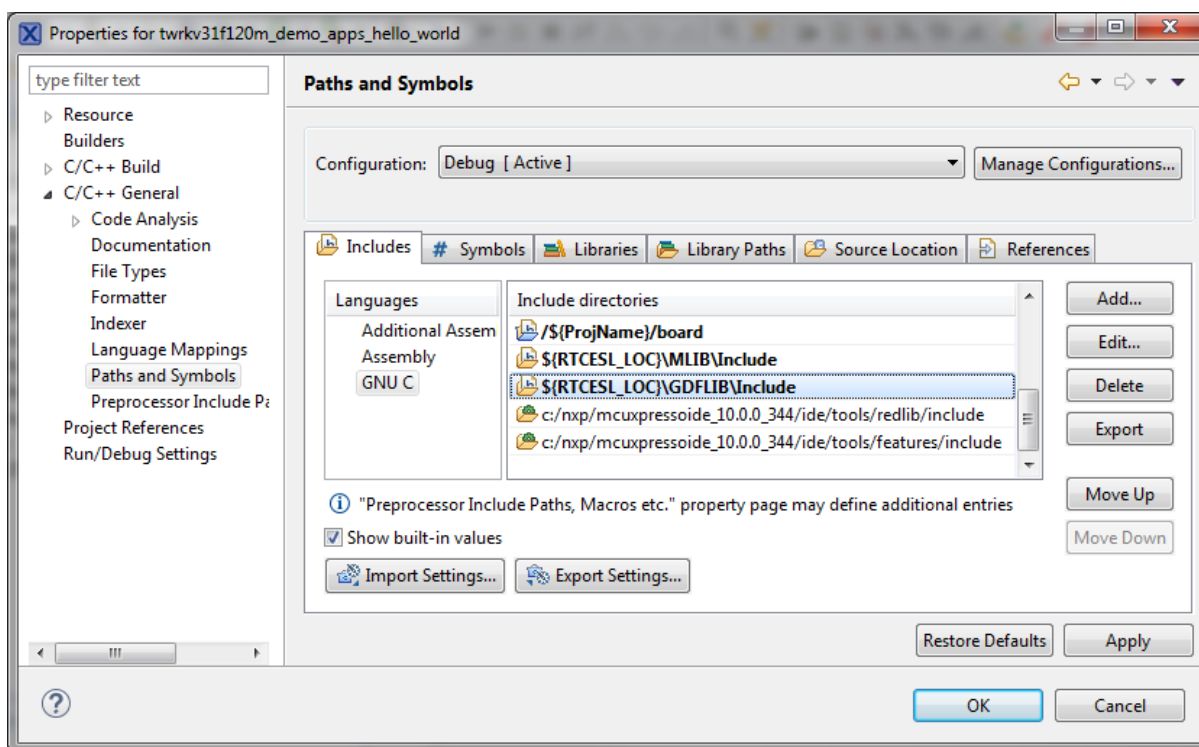 Properties for twrkv31f120m_demo_apps_hello_world
type filter text
Resource
Builders
C/C++ Build
C/C++ General
Code Analysis
Documentation
File Types
Formatter
Indexer
Language Mappings
Paths and Symbols
Preprocessor Include Pa
Project References
Run/Debug Settings
Paths and Symbols
Configuration: Debug [ Active ] Manage Configurations...
Includes # Symbols Libraries Library Paths Source Location References
Languages
Additional Assem
Assembly
GNU C
Include directories
/${ProjName}/board
${RTCESL_LOC}\MLIB\Include
${RTCESL_LOC}\GDFLIB\Include
c:/nxp/mcuxpressoide_10.0.0_344/ide/tools/redlib/include
c:/nxp/mcuxpressoide_10.0.0_344/ide/tools/features/include
Add...
Edit...
Delete
Export
Move Up
Move Down
"Preprocessor Include Paths, Macros etc." property page may define additional entries
Show built-in values
Import Settings... Export Settings...
Restore Defaults Apply
OK Cancel